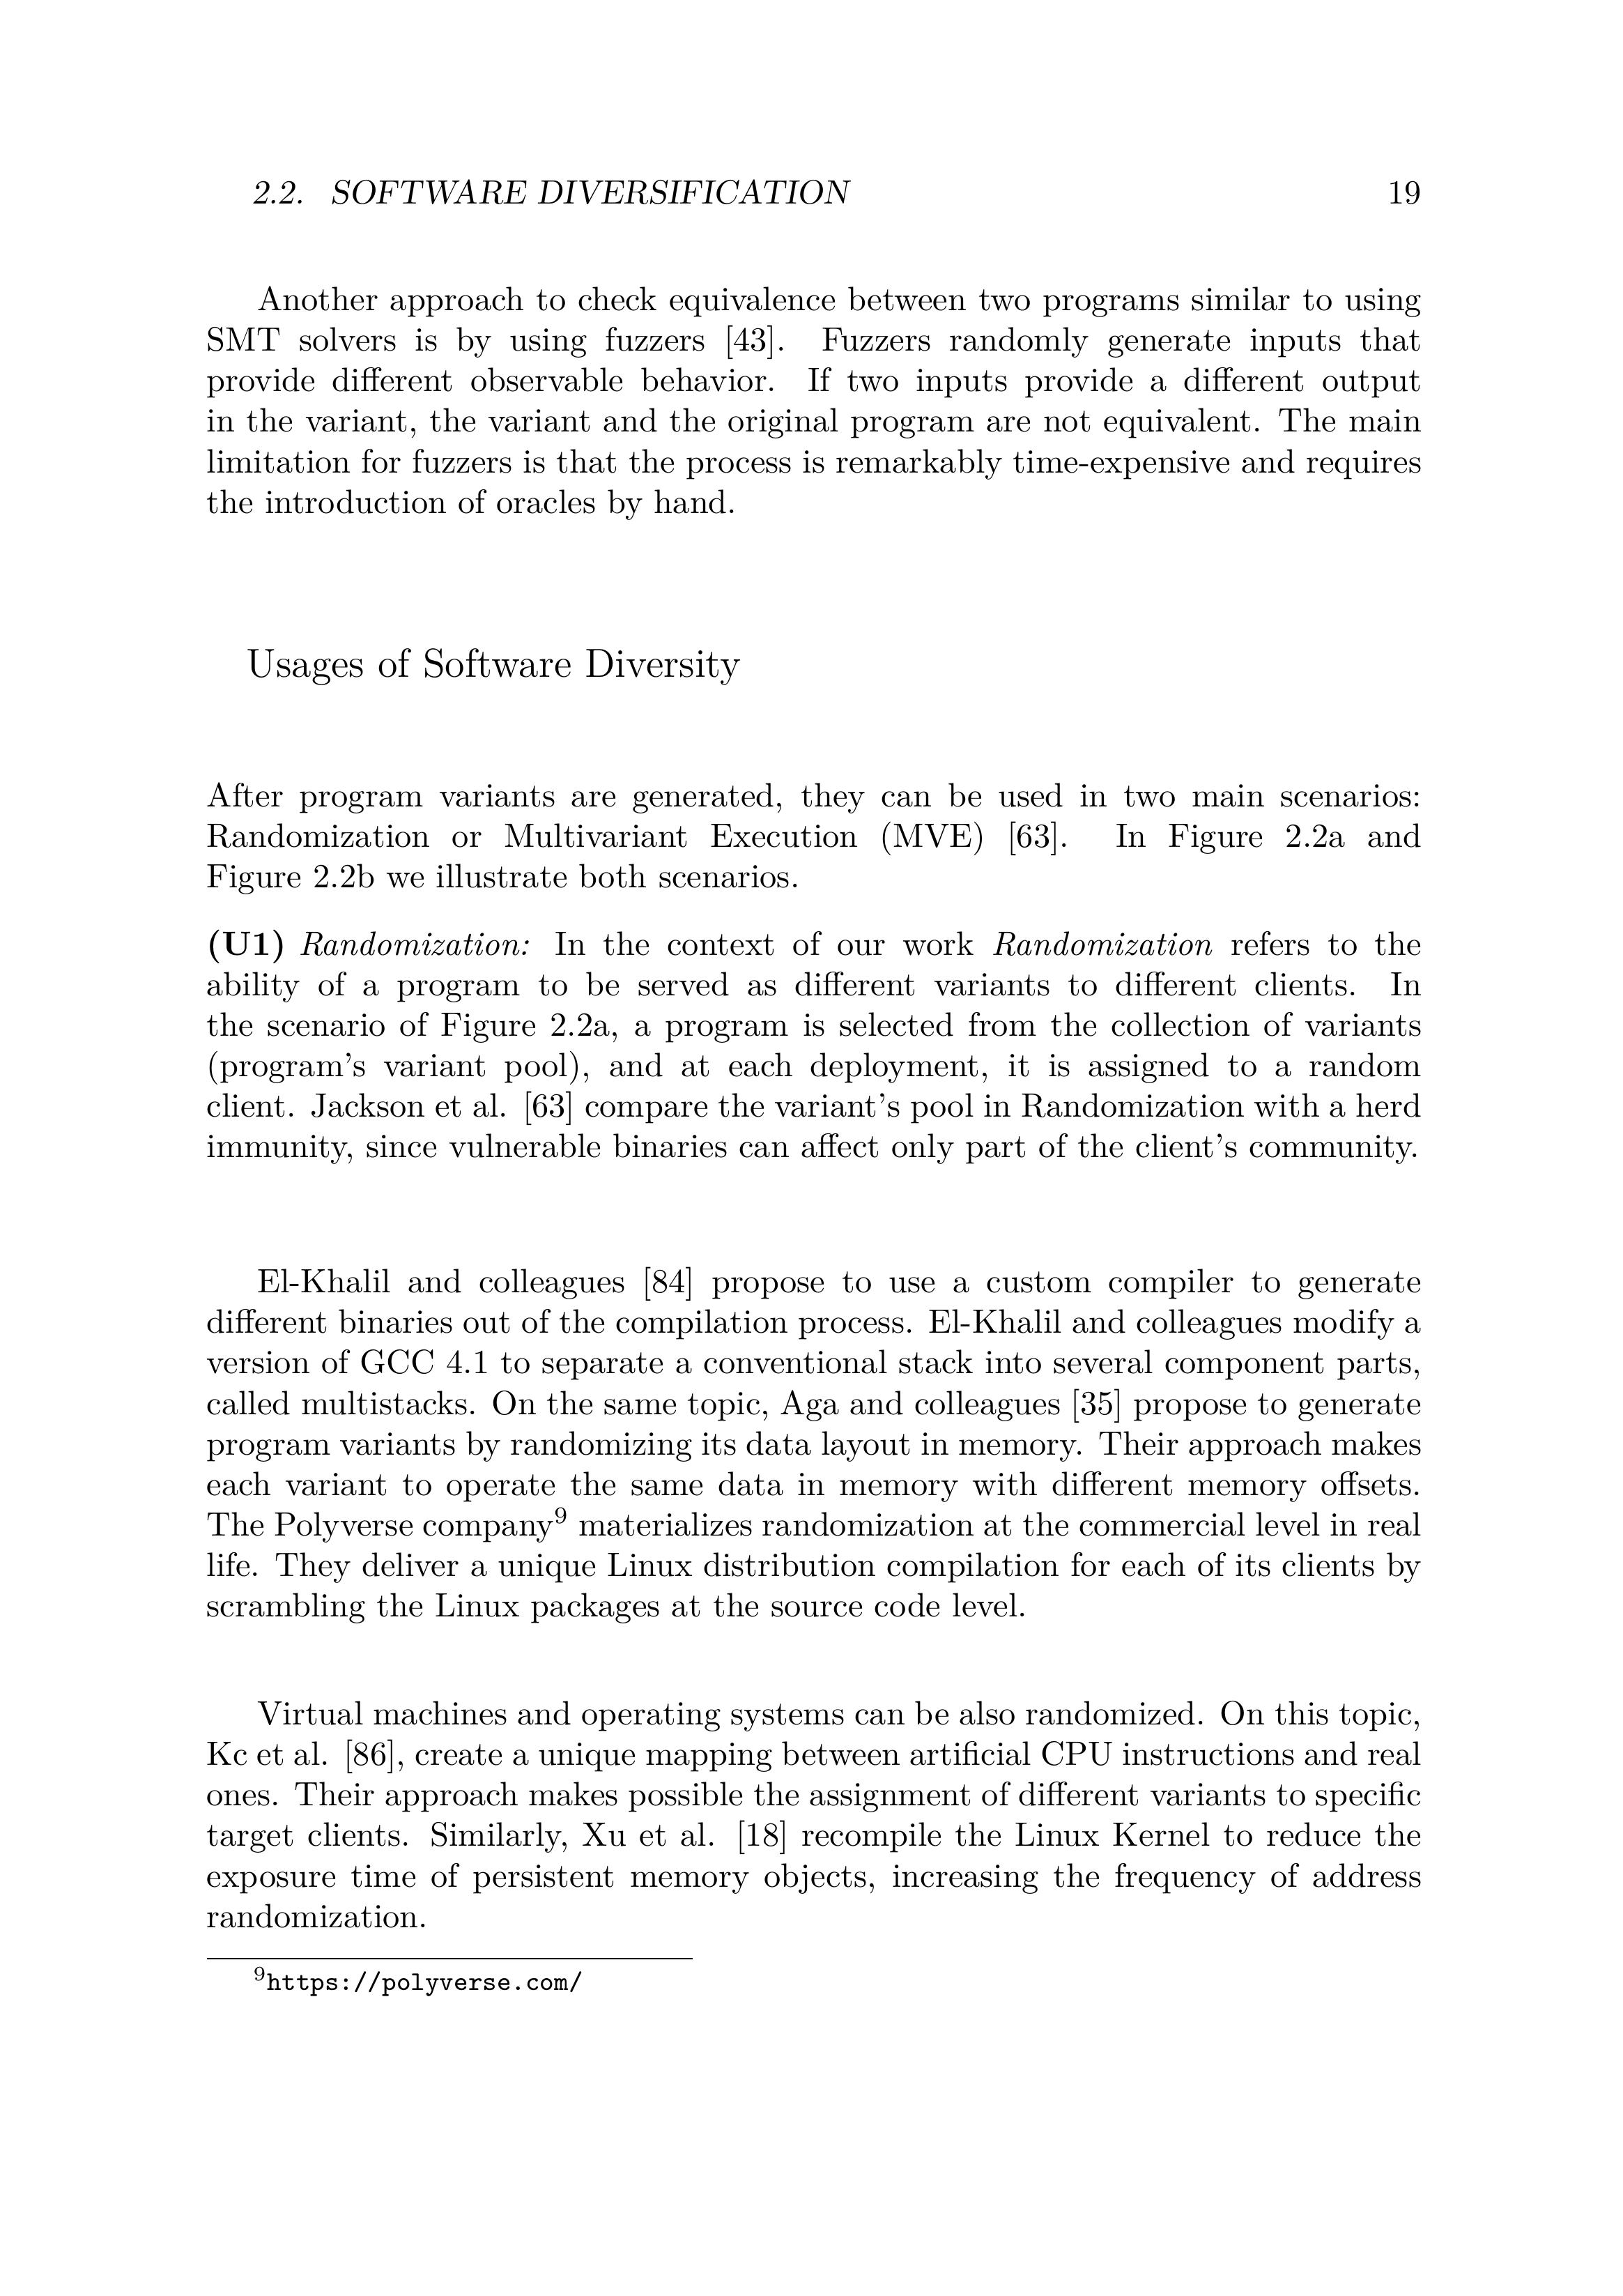 2.2. SOFTWARE DIVERSIFICATION 19
Another approach to check equivalence between two programs similar to using
SMT solvers is by using fuzzers [43]. Fuzzers randomly generate inputs that
provide different observable behavior. If two inputs provide a different output
in the variant, the variant and the original program are not equivalent. The main
limitation for fuzzers is that the process is remarkably time-expensive and requires
the introduction of oracles by hand.
Usages of Software Diversity
After program variants are generated, they can be used in two main scenarios:
Randomization or Multivariant Execution (MVE) [63]. In Figure 2.2a and
Figure 2.2b we illustrate both scenarios.
(U1) Randomization: In the context of our work Randomization refers to the
ability of a program to be served as different variants to different clients. In
the scenario of Figure 2.2a, a program is selected from the collection of variants
(program's variant pool), and at each deployment, it is assigned to a random
client. Jackson et al. [63] compare the variant's pool in Randomization with a herd
immunity, since vulnerable binaries can affect only part of the client's community.
El-Khalil and colleagues [84] propose to use a custom compiler to generate
different binaries out of the compilation process. El-Khalil and colleagues modify a
version of GCC 4.1 to separate a conventional stack into several component parts,
called multistacks. On the same topic, Aga and colleagues [35] propose to generate
program variants by randomizing its data layout in memory. Their approach makes
each variant to operate the same data in memory with different memory offsets.
The Polyverse company⁹ materializes randomization at the commercial level in real
life. They deliver a unique Linux distribution compilation for each of its clients by
scrambling the Linux packages at the source code level.
Virtual machines and operating systems can be also randomized. On this topic,
Kc et al. [86], create a unique mapping between artificial CPU instructions and real
ones. Their approach makes possible the assignment of different variants to specific
target clients. Similarly, Xu et al. [18] recompile the Linux Kernel to reduce the
exposure time of persistent memory objects, increasing the frequency of address
randomization.
⁹https://polyverse.com/